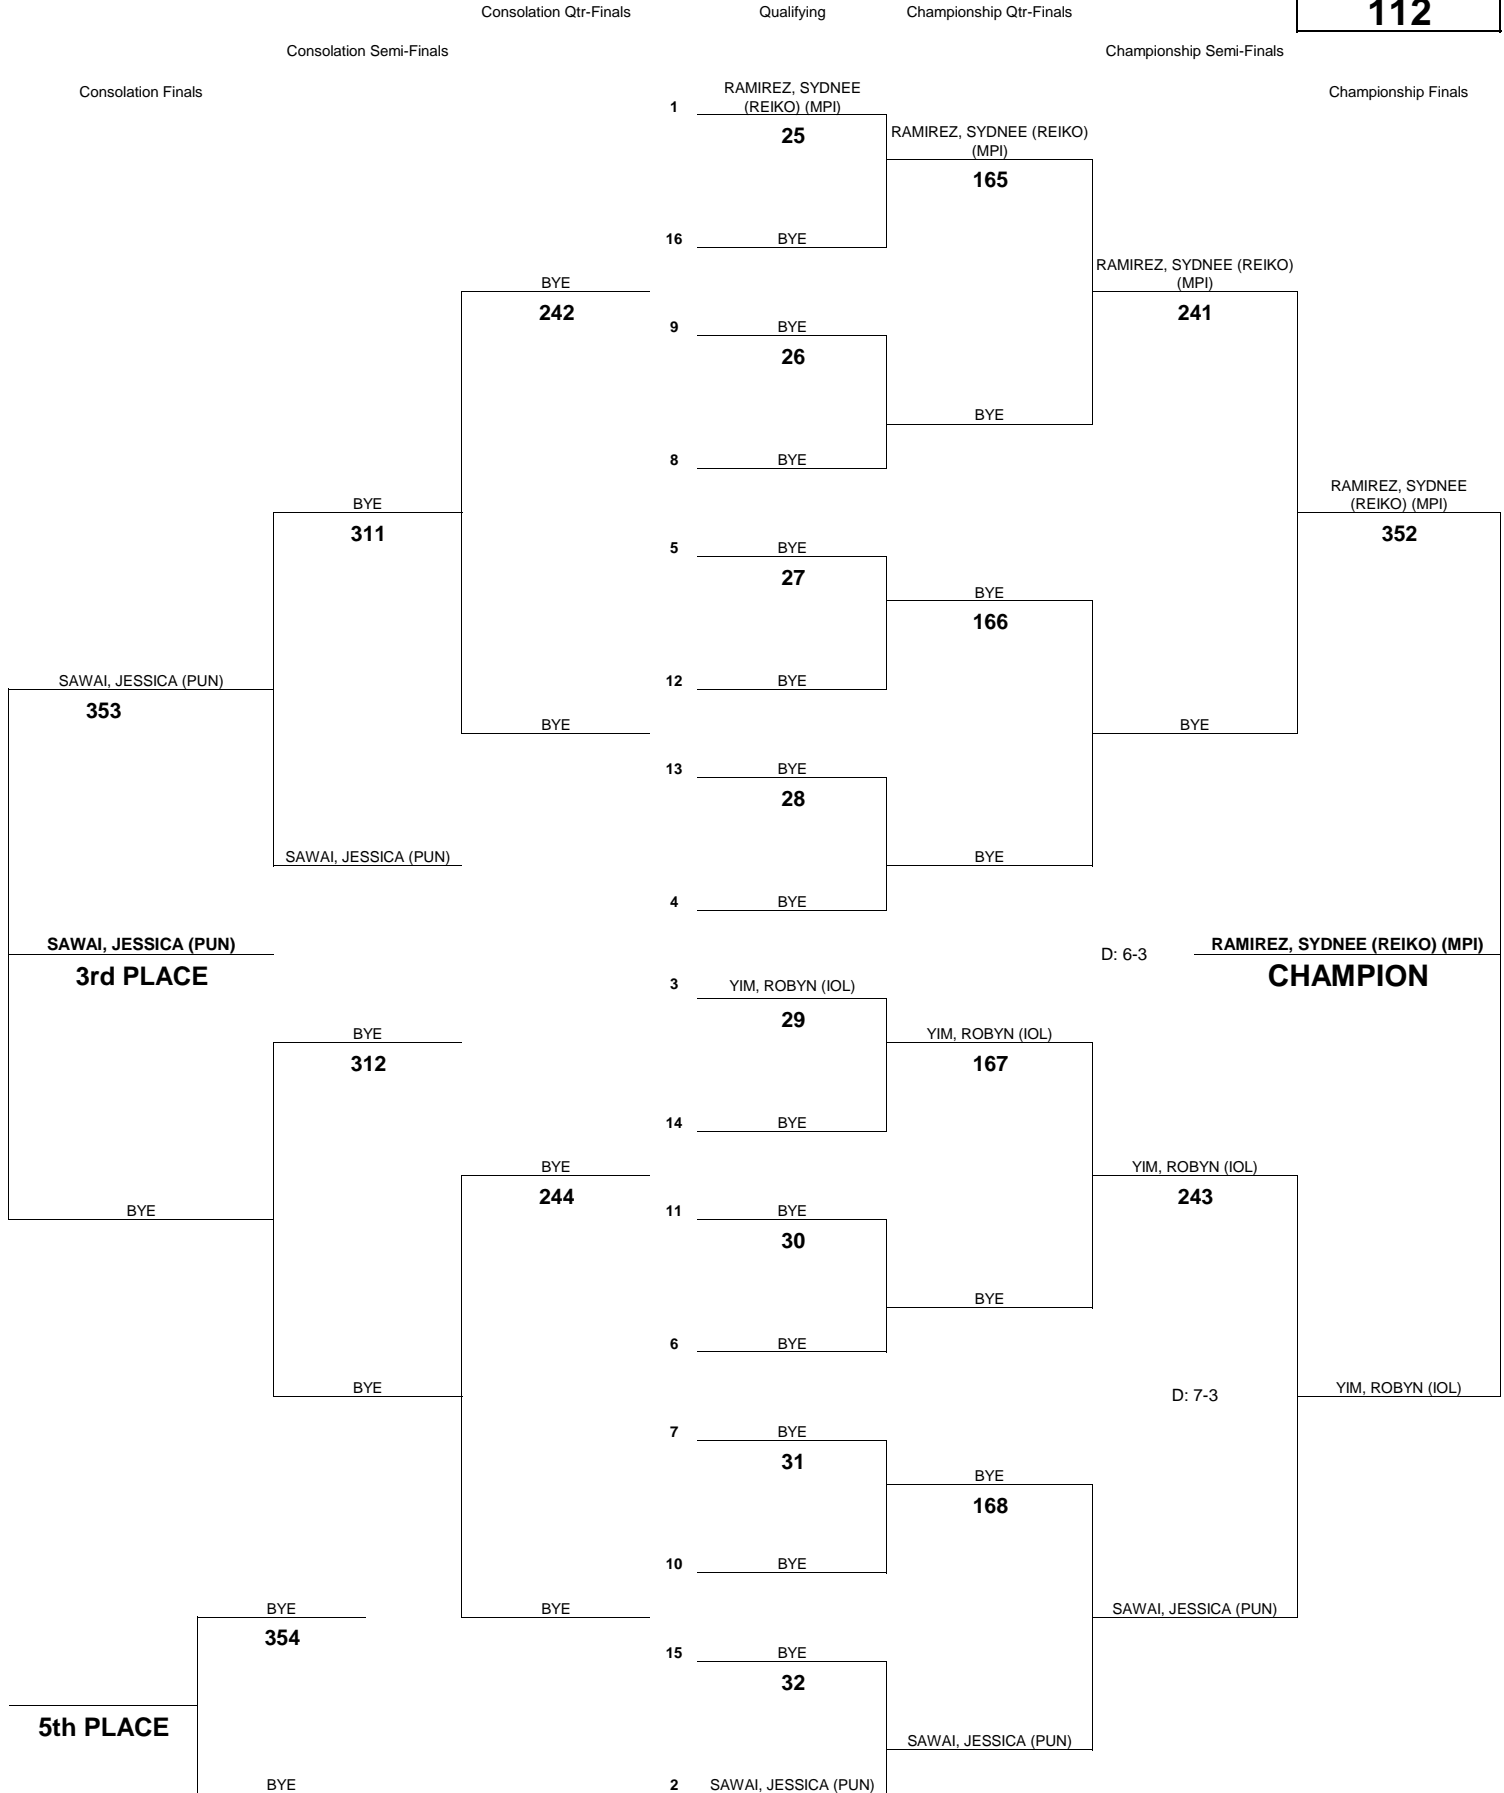 Consolation Qtr-Finals
Qualifying
Championship Qtr-Finals
112
Consolation Semi-Finals
Championship Semi-Finals
Consolation Finals
Championship Finals
1
RAMIREZ, SYDNEE
(REIKO) (MPI)
25
RAMIREZ, SYDNEE (REIKO)
(MPI)
165
16
BYE
BYE
242
RAMIREZ, SYDNEE (REIKO)
(MPI)
241
9
BYE
26
BYE
8
BYE
BYE
311
RAMIREZ, SYDNEE
(REIKO) (MPI)
352
5
BYE
27
BYE
166
SAWAI, JESSICA (PUN)
353
12
BYE
BYE
BYE
13
BYE
28
SAWAI, JESSICA (PUN)
BYE
4
BYE
SAWAI, JESSICA (PUN)
3rd PLACE
D: 6-3
RAMIREZ, SYDNEE (REIKO) (MPI)
CHAMPION
3
YIM, ROBYN (IOL)
29
BYE
312
YIM, ROBYN (IOL)
167
14
BYE
BYE
244
YIM, ROBYN (IOL)
243
BYE
11
BYE
30
BYE
6
BYE
BYE
D: 7-3
YIM, ROBYN (IOL)
7
BYE
31
BYE
168
10
BYE
BYE
354
BYE
SAWAI, JESSICA (PUN)
15
BYE
32
5th PLACE
SAWAI, JESSICA (PUN)
BYE
2
SAWAI, JESSICA (PUN)